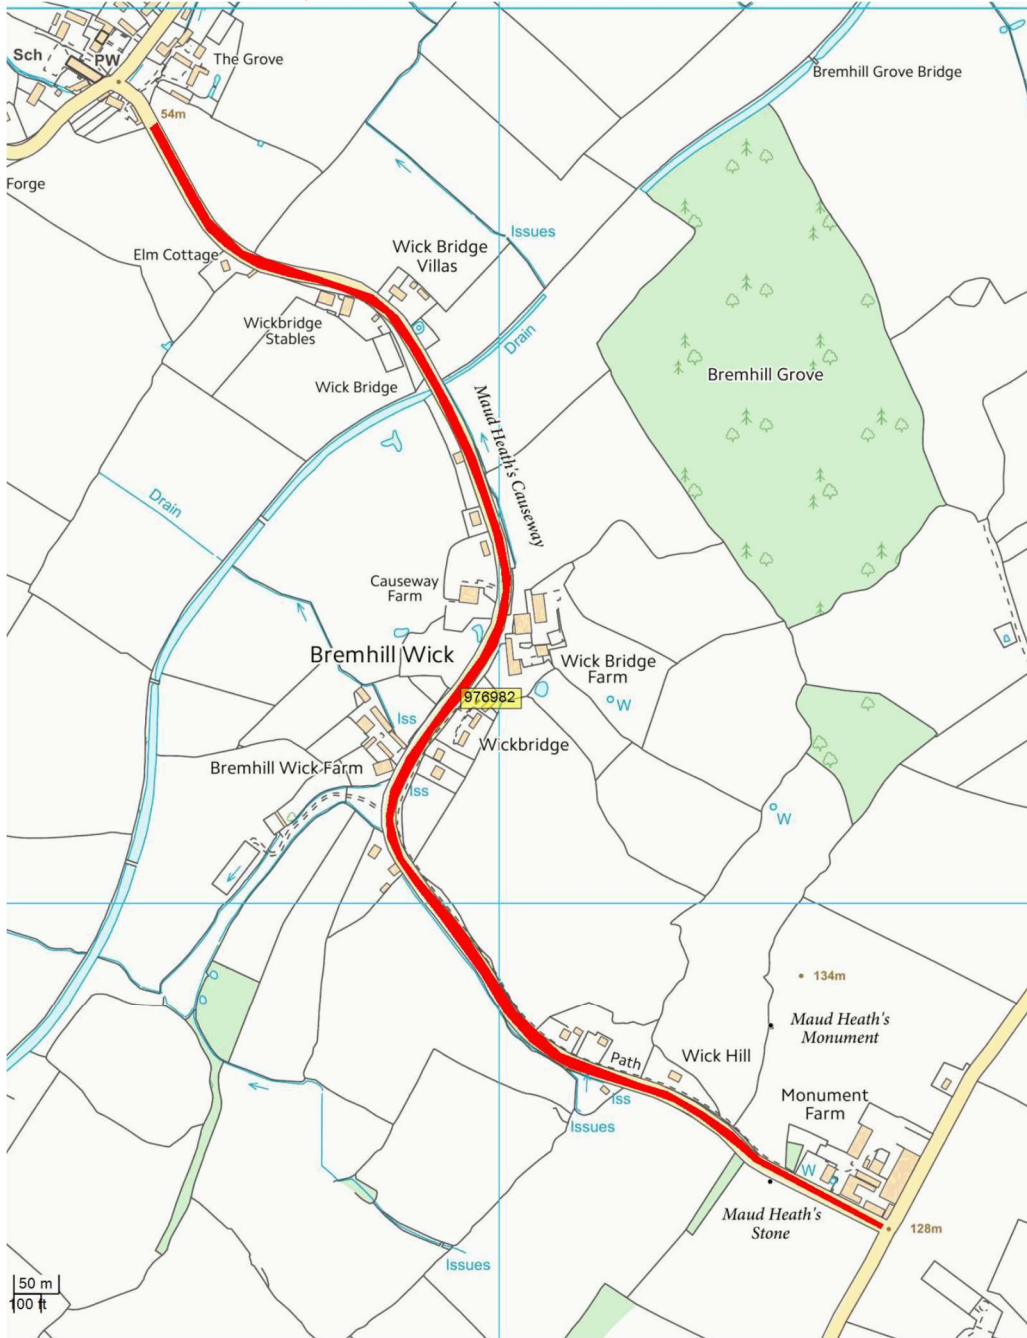 Sch
PW
The Grove
54m
Bremhill Grove Bridge
Forge
Elm Cottage
Wick Bridge
Villas
Issues
Wickbridge
Stables
Drain
Wick Bridge
Bremhill Grove
Maud Heath's Causeway
Drain
Causeway
Farm
Bremhill Wick
Wick Bridge
Farm
976982
W
Iss
Wickbridge
Bremhill Wick Farm
Iss
W
134m
Maud Heath's
Monument
Path
Wick Hill
Monument
Farm
Iss
Issues
W
Maud Heath's
Stone
128m
Issues
50 m
100 ft